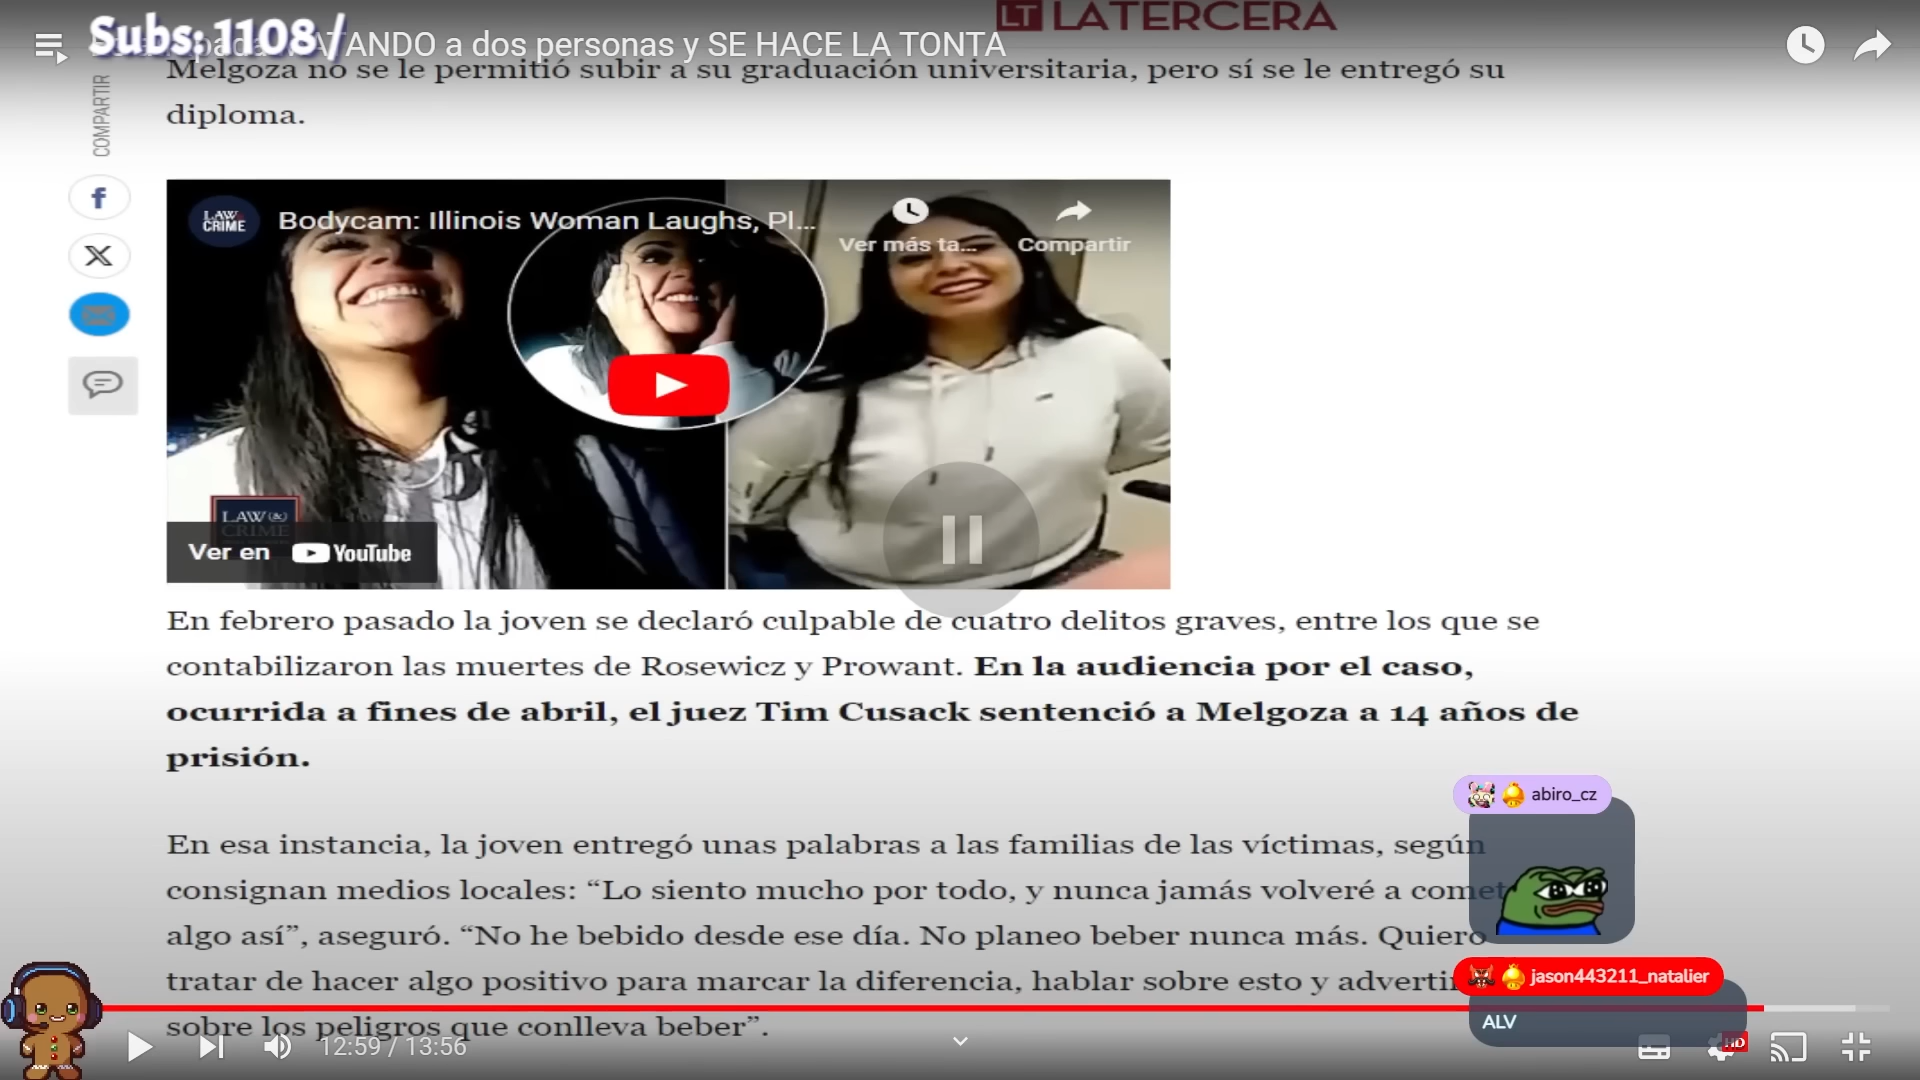 LT LATERCERA
Subs: 1108 /
TANDO a dos personas y SE HACE LA TONTA
Melgoza no se le permitió subir a su graduación universitaria, pero sí se le entregó su
diploma.
COMPARTIR
f
X
LAW & CRIME
Bodycam: Illinois Woman Laughs, Pl...
Ver más ta...
Compartir
LAW (&)
CRIME
Ver en YouTube
En febrero pasado la joven se declaró culpable de cuatro delitos graves, entre los que se
contabilizaron las muertes de Rosewicz y Prowant. En la audiencia por el caso,
ocurrida a fines de abril, el juez Tim Cusack sentenció a Melgoza a 14 años de
prisión.
En esa instancia, la joven entregó unas palabras a las familias de las víctimas, según
consignan medios locales: “Lo siento mucho por todo, y nunca jamás volveré a comet
algo así”, aseguró. “No he bebido desde ese día. No planeo beber nunca más. Quiero
tratar de hacer algo positivo para marcar la diferencia, hablar sobre esto y adverti
sobre los peligros que conlleva beber”.
abiro_cz
jason443211_natalier
ALV
12:59 / 13:56
HD